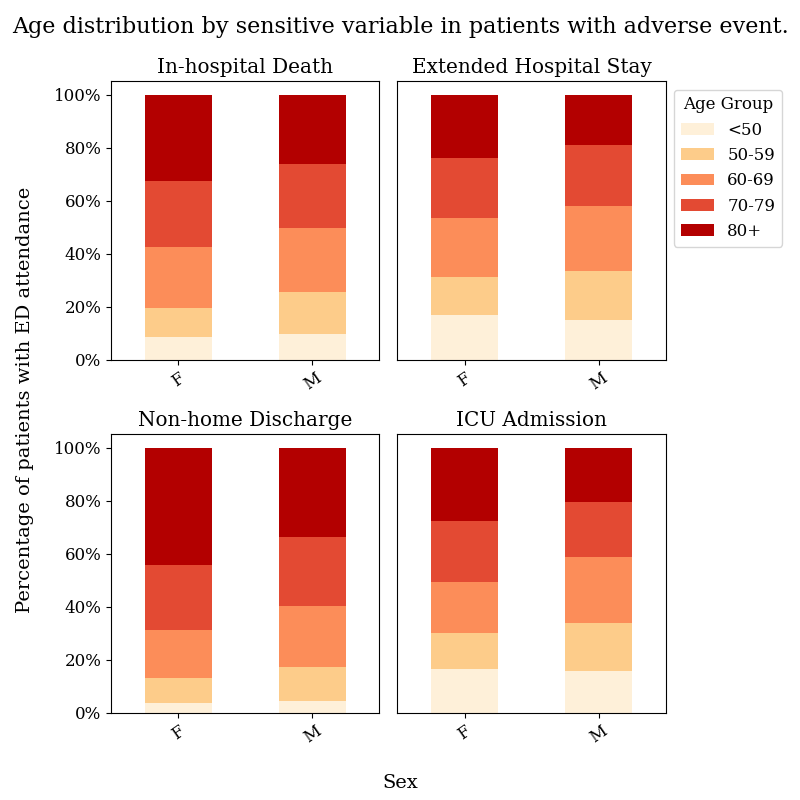 Age distribution by sensitive variable in patients with adverse event.
In-hospital Death
Extended Hospital Stay
100%
80%
60%
40%
20%
0%
F
M
F
M
Age Group
<50
50-59
60-69
70-79
80+
Percentage of patients with ED attendance
Non-home Discharge
ICU Admission
100%
80%
60%
40%
20%
0%
F
M
F
M
Sex